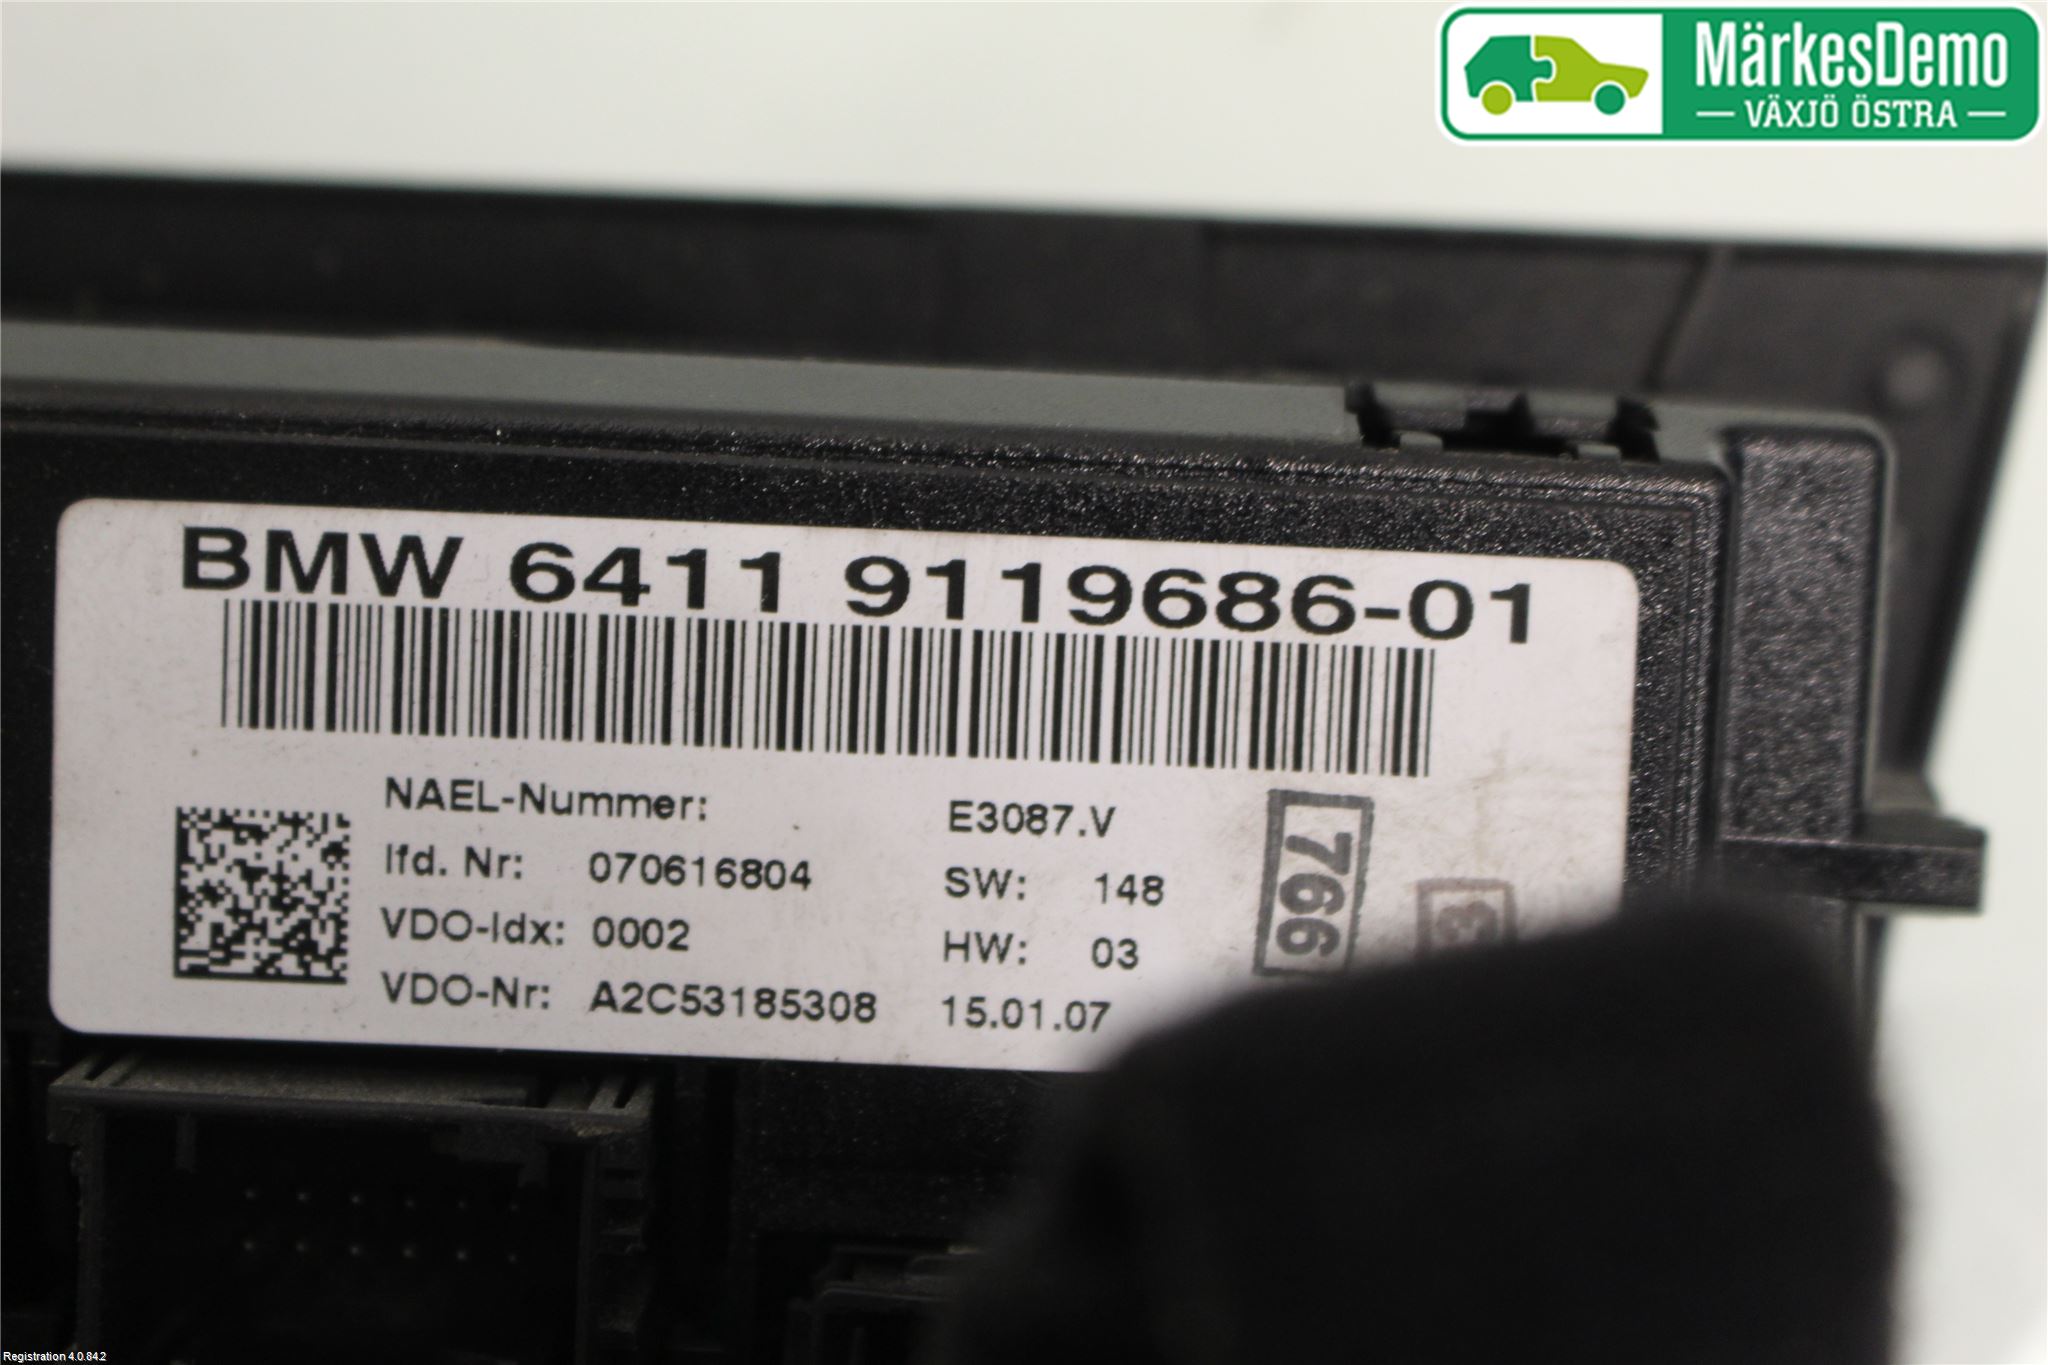 MärkesDemo
VÄXJÖ ÖSTRA
BMW 6411 9119686-01
NAEL-Nummer: E3087.V
lfd. Nr: 070616804 SW: 148
VDO-Idx: 0002 HW: 03
VDO-Nr: A2C53185308 15.01.07
766
Registration 4.0.84.2